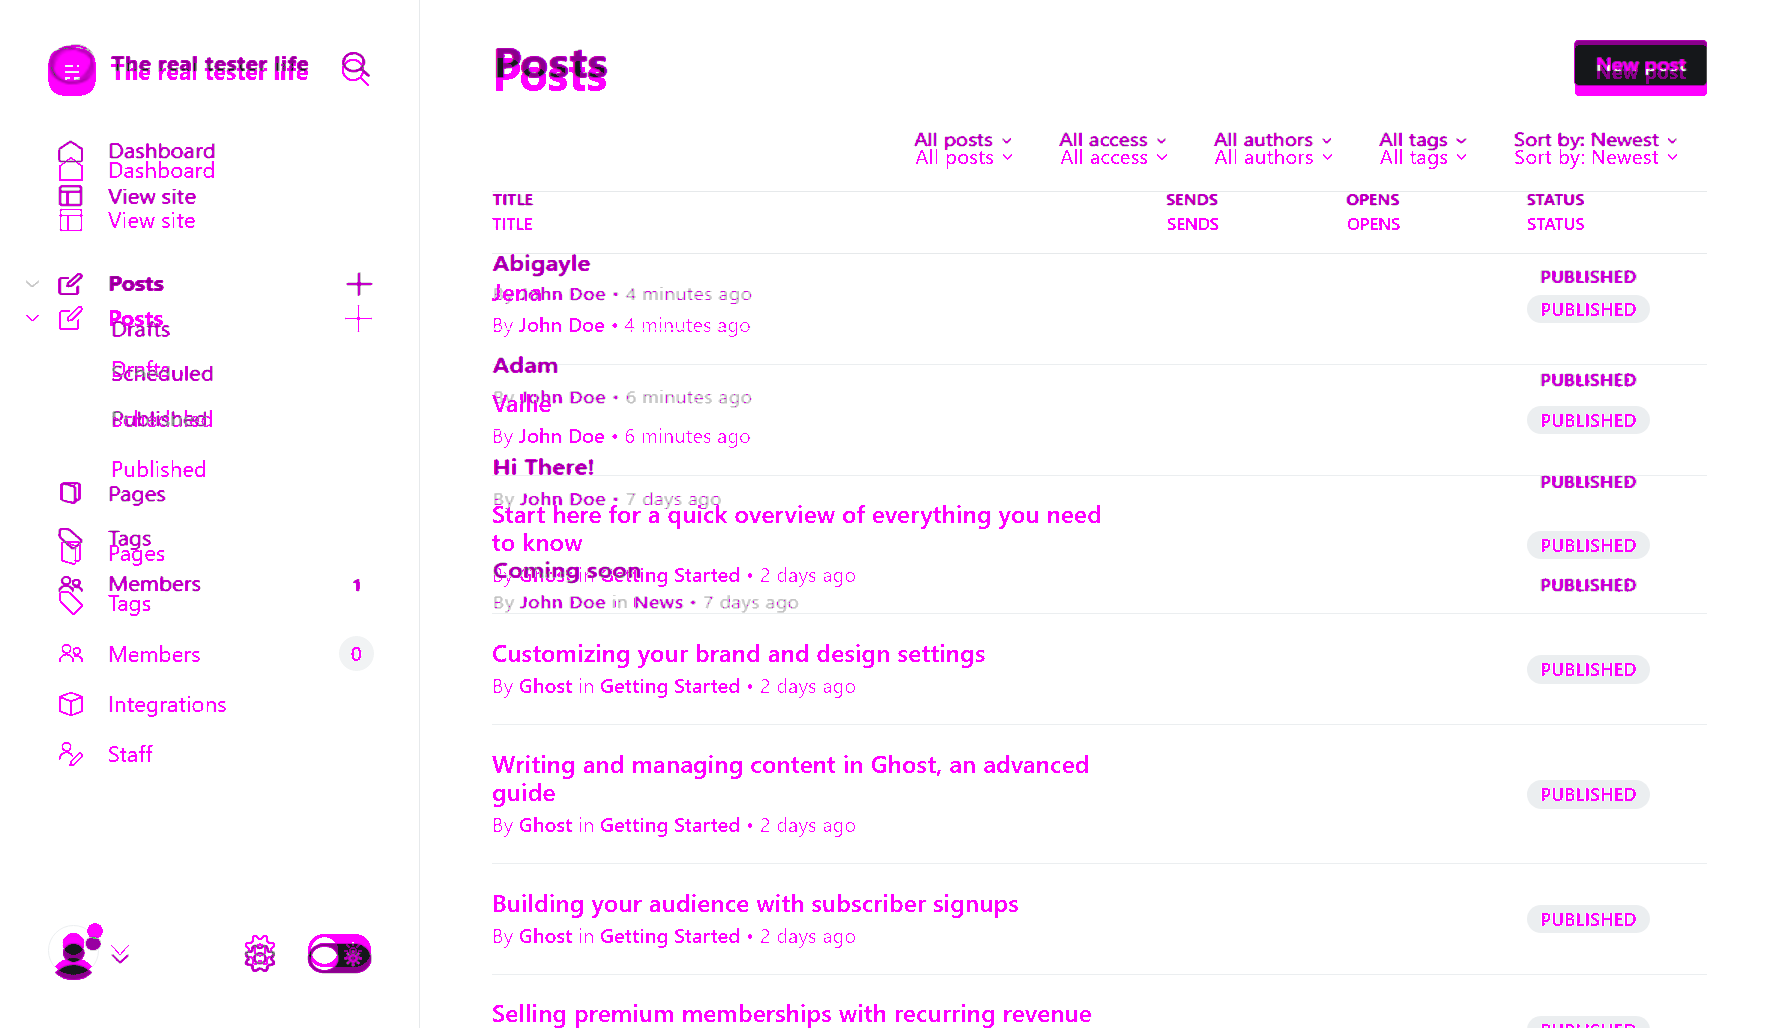 The real tester life
The real tester life
Dashboard
Dashboard
View site
View site
Posts
Posts
Drafts
Drafts
Scheduled
Published
Scheduled
Published
Pages
Tags
Pages
Members 1
Tags
Members 0
Integrations
Staff
Posts
Posts
New post
New post
All posts All access All authors All tags Sort by: Newest
All posts All access All authors All tags Sort by: Newest
TITLE SENDS OPENS STATUS
TITLE SENDS OPENS STATUS
Abigayle
PUBLISHED
By John Doe • 4 minutes ago
Jena
PUBLISHED
By John Doe • 4 minutes ago
Adam
PUBLISHED
By John Doe • 6 minutes ago
Vallie
PUBLISHED
By John Doe • 6 minutes ago
Hi There!
PUBLISHED
By John Doe • 7 days ago
Start here for a quick overview of everything you need
to know
PUBLISHED
Coming soon
By Ghost in Getting Started • 2 days ago
PUBLISHED
By John Doe in News • 7 days ago
Customizing your brand and design settings
PUBLISHED
By Ghost in Getting Started • 2 days ago
Writing and managing content in Ghost, an advanced
guide
PUBLISHED
By Ghost in Getting Started • 2 days ago
Building your audience with subscriber signups
PUBLISHED
By Ghost in Getting Started • 2 days ago
Selling premium memberships with recurring revenue
PUBLISHED